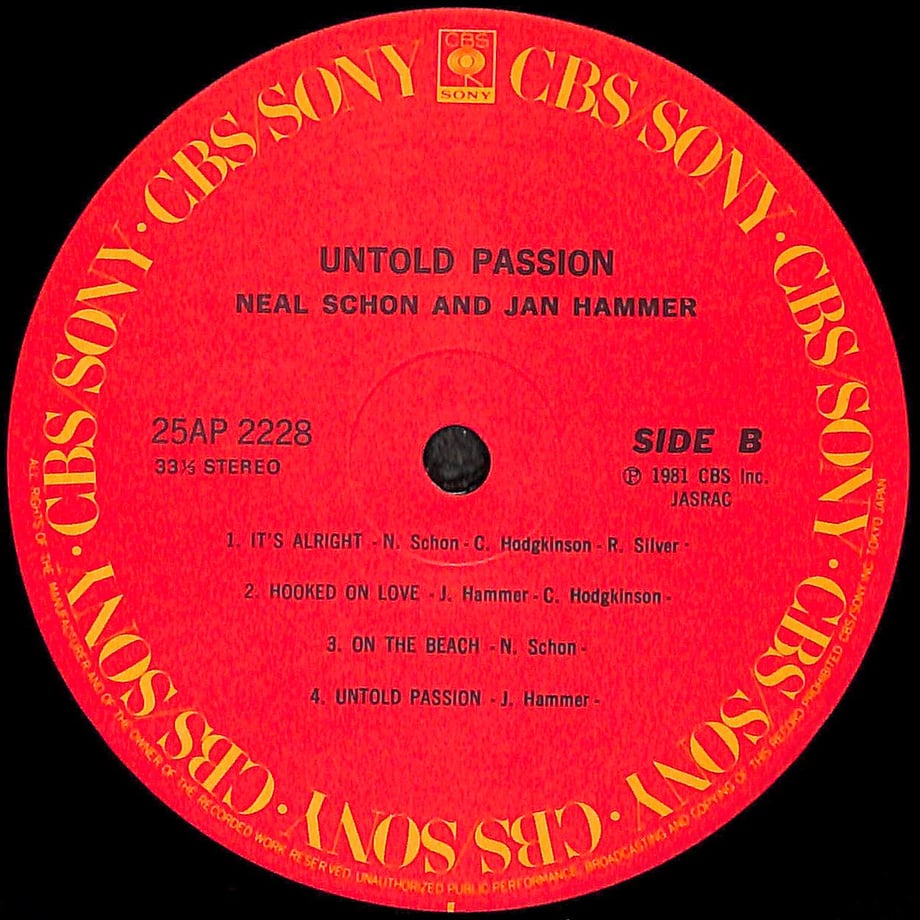 CBS
SONY
CBS/SONY · CBS/SONY · CBS/SONY · CBS/SONY · CBS/SONY · CBS/SONY · CBS/SONY · CBS/SONY
UNTOLD PASSION
NEAL SCHON AND JAN HAMMER
25AP 2228
33⅓ STEREO
SIDE B
Ⓟ 1981 CBS Inc.
JASRAC
1. IT'S ALRIGHT - N. Schon - C. Hodgkinson - R. Silver -
2. HOOKED ON LOVE - J. Hammer - C. Hodgkinson -
3. ON THE BEACH - N. Schon -
4. UNTOLD PASSION - J. Hammer -
ALL RIGHTS OF THE MANUFACTURER AND OF THE OWNER OF THE RECORDED WORK RESERVED UNAUTHORIZED PUBLIC PERFORMANCE, BROADCASTING AND COPYING OF THIS RECORD PROHIBITED CBS/SONY INC. TOKYO JAPAN